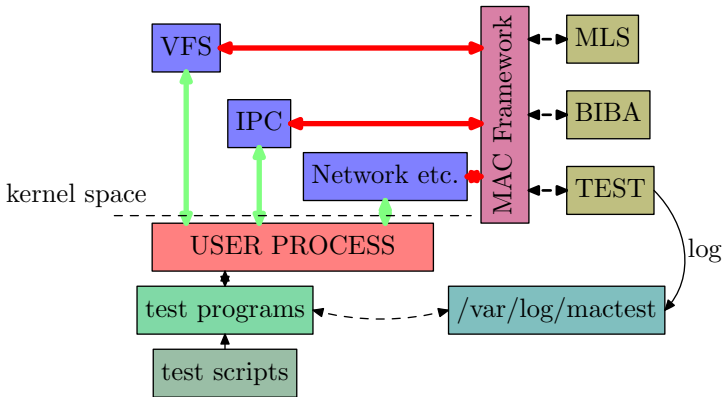 VFS
MAC Framework
MLS
IPC
BIBA
Network etc.
TEST
kernel space
USER PROCESS
log
test programs
/var/log/mactest
test scripts